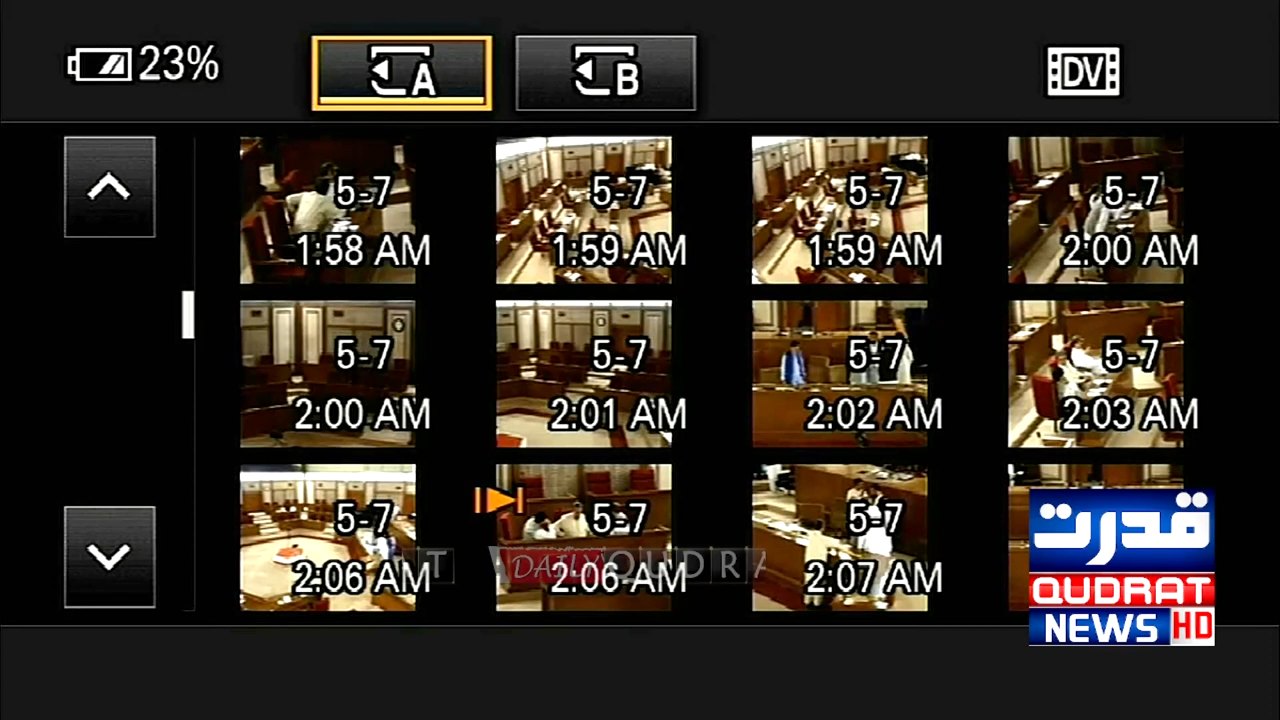 23%
A
B
DV
5-7
1:58 AM
5-7
1:59 AM
5-7
1:59 AM
5-7
2:00 AM
5-7
2:00 AM
5-7
2:01 AM
5-7
2:02 AM
5-7
2:03 AM
5-7
2:06 AM
5-7
2:06 AM
5-7
2:07 AM
DAILY QUDRA
قدرت
QUDRAT
NEWS HD